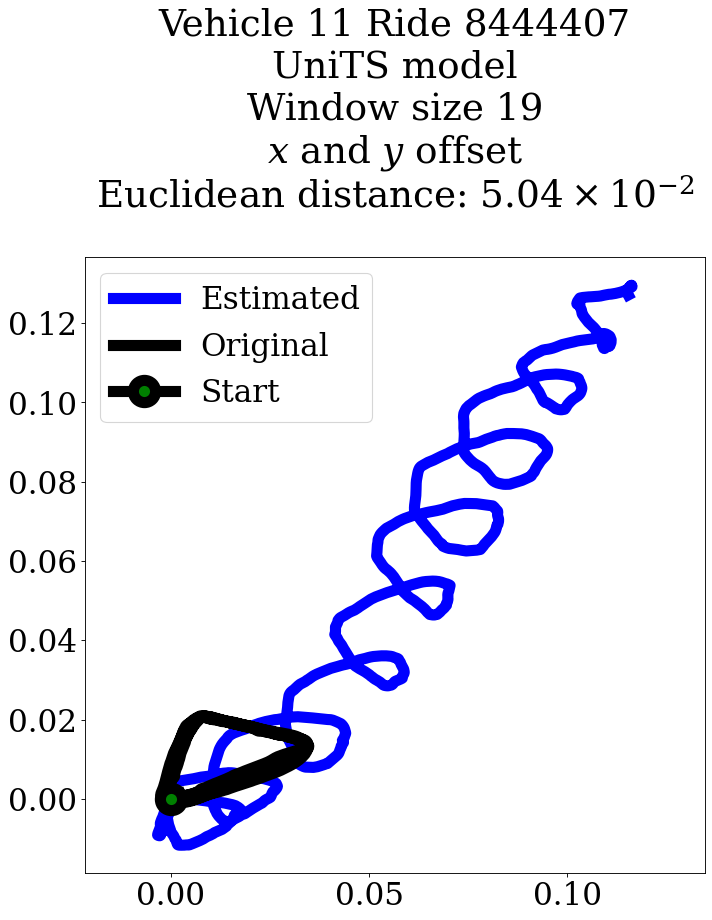 Vehicle 11 Ride 8444407
UniTS model
Window size 19
x and y offset
Euclidean distance: 5.04 × 10⁻²
Estimated
Original
Start
0.12
0.10
0.08
0.06
0.04
0.02
0.00
0.00 0.05 0.10